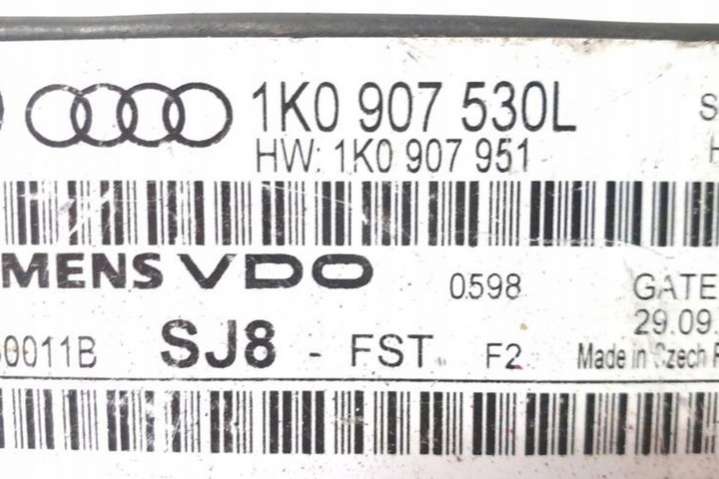 1K0 907 530L S
HW: 1K0 907 951 H
MENS VDO 0598 GATE
60011B SJ8 - FST F2 29.09.
Made in Czech